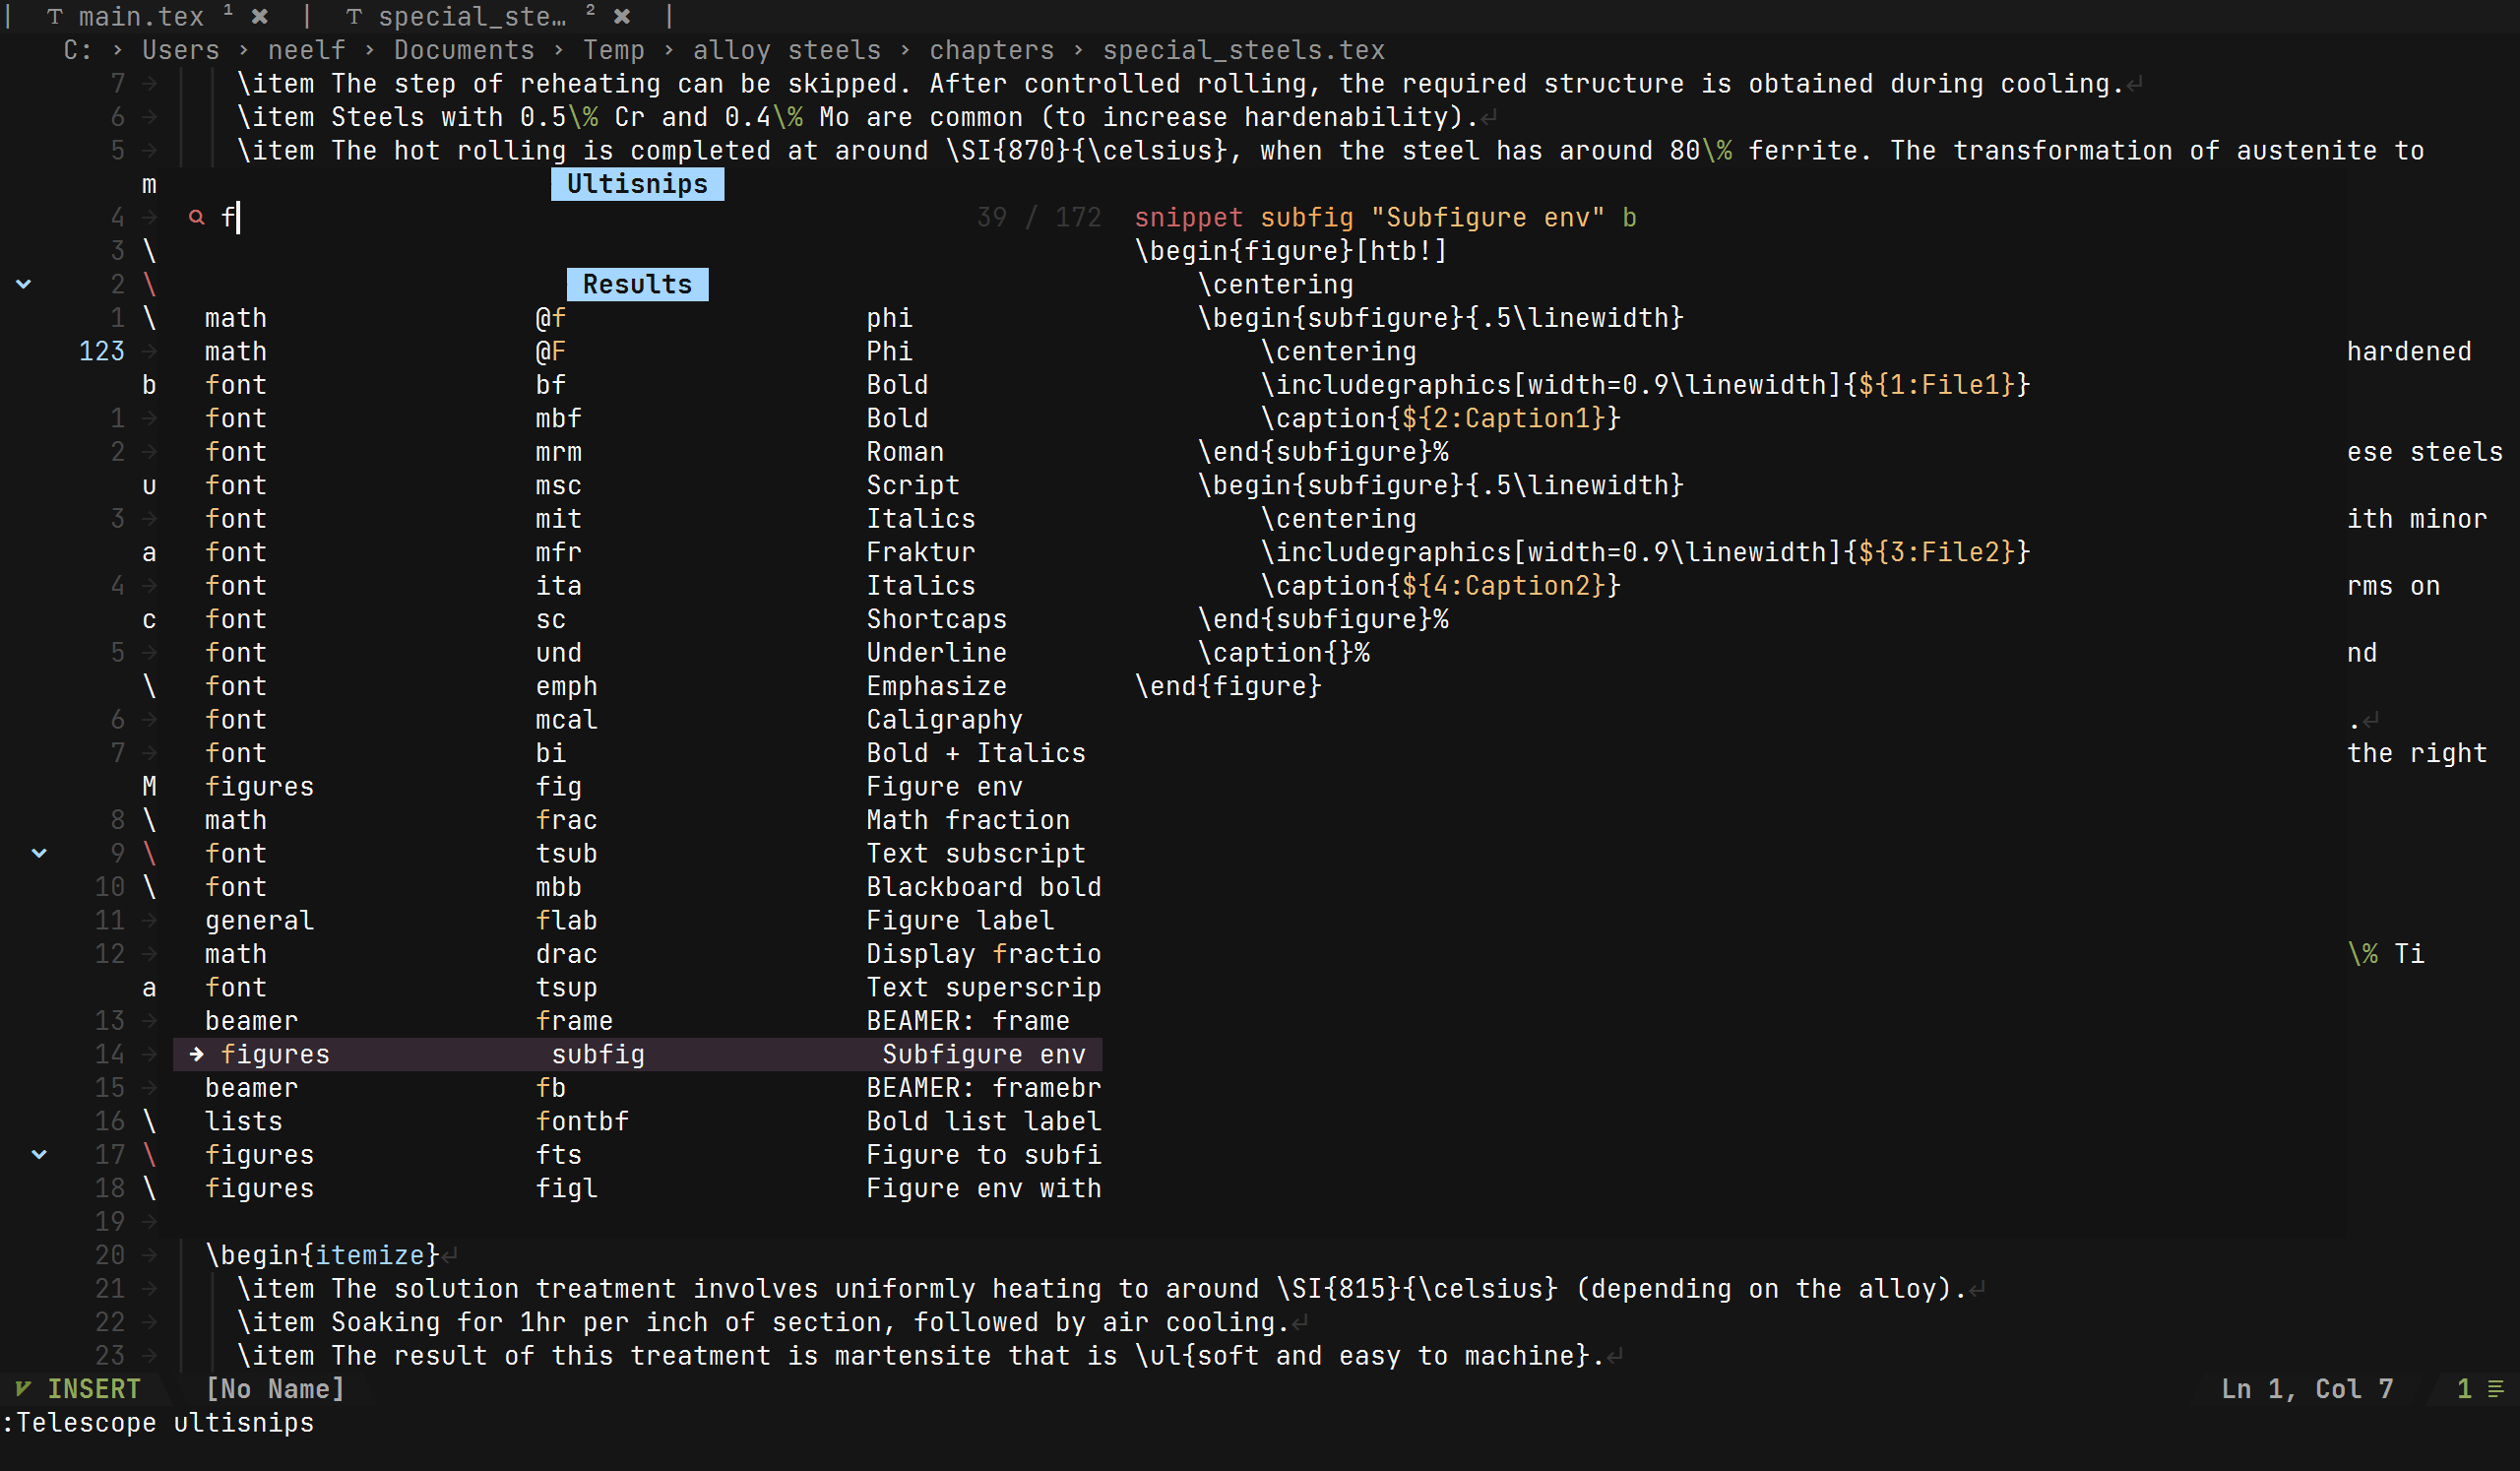 | T main.tex ¹ ✖ | T special_ste… ² ✖ |
C: › Users › neelf › Documents › Temp › alloy steels › chapters › special_steels.tex
7 \item The step of reheating can be skipped. After controlled rolling, the required structure is obtained during cooling.
6 \item Steels with 0.5\% Cr and 0.4\% Mo are common (to increase hardenability).
5 \item The hot rolling is completed at around \SI{870}{\celsius}, when the steel has around 80\% ferrite. The transformation of austenite to
m Ultisnips
4 f 39 / 172 snippet subfig "Subfigure env" b
3 \ \begin{figure}[htb!]
2 \ Results \centering
1 \ math @f phi \begin{subfigure}{.5\linewidth}
123 math @F Phi \centering hardened
b font bf Bold \includegraphics[width=0.9\linewidth]{${1:File1}}
1 font mbf Bold \caption{${2:Caption1}}
2 font mrm Roman \end{subfigure}% ese steels
u font msc Script \begin{subfigure}{.5\linewidth}
3 font mit Italics \centering ith minor
a font mfr Fraktur \includegraphics[width=0.9\linewidth]{${3:File2}}
4 font ita Italics \caption{${4:Caption2}} rms on
c font sc Shortcaps \end{subfigure}%
5 font und Underline \caption{}% nd
\ font emph Emphasize \end{figure}
6 font mcal Caligraphy .
7 font bi Bold + Italics the right
M figures fig Figure env
8 \ math frac Math fraction
9 \ font tsub Text subscript
10 \ font mbb Blackboard bold
11 general flab Figure label
12 math drac Display fractio \% Ti
a font tsup Text superscrip
13 beamer frame BEAMER: frame
14 → figures subfig Subfigure env
15 beamer fb BEAMER: framebr
16 \ lists fontbf Bold list label
17 \ figures fts Figure to subfi
18 \ figures figl Figure env with
19
20 \begin{itemize}
21 \item The solution treatment involves uniformly heating to around \SI{815}{\celsius} (depending on the alloy).
22 \item Soaking for 1hr per inch of section, followed by air cooling.
23 \item The result of this treatment is martensite that is \ul{soft and easy to machine}.
INSERT [No Name] Ln 1, Col 7 1
:Telescope ultisnips